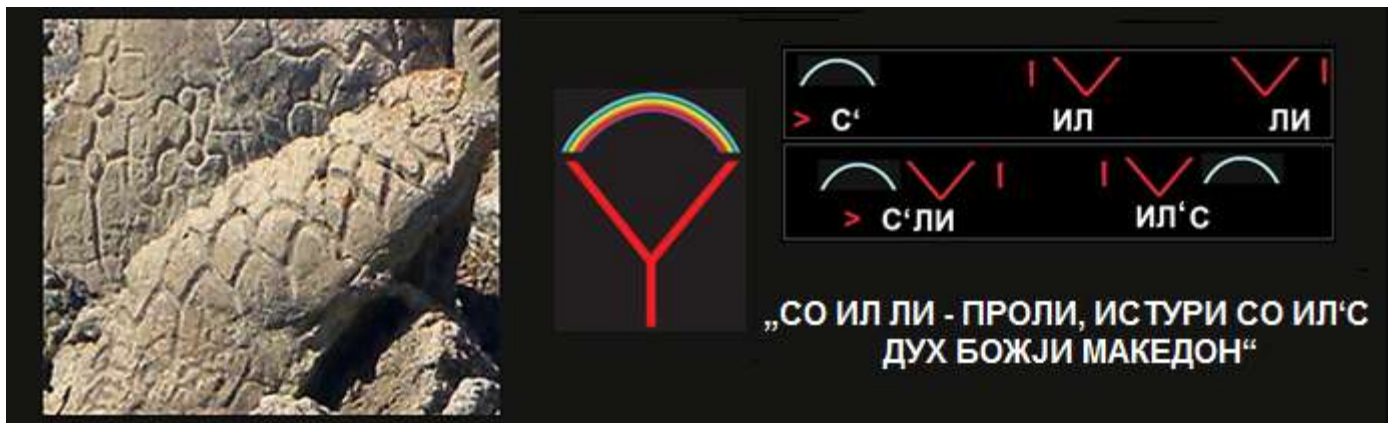 > С‘ ИЛ ЛИ
> С‘ЛИ ИЛ‘С
„СО ИЛ ЛИ - ПРОЛИ, ИСТУРИ СО ИЛ‘С
ДУХ БОЖЈИ МАКЕДОН“